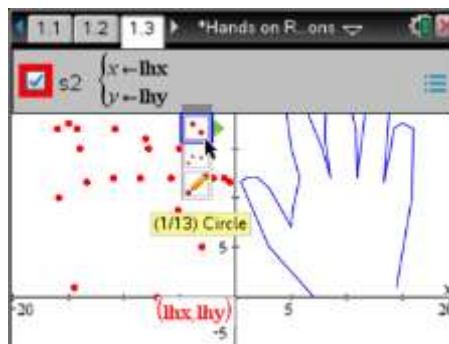 1.1 1.2 1.3 *Hands on R...ons
s2 {x←lhx
y←lhy
(1/13) Circle
5
-20 (lhx,lhy) 5 x 20
-5